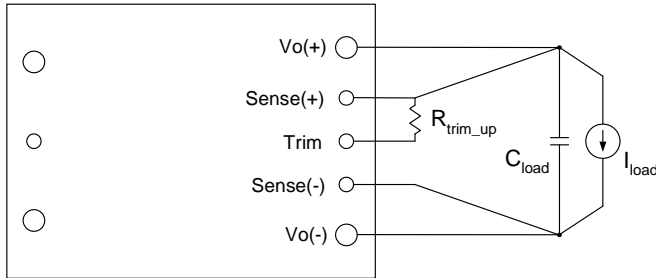 Vo(+)
Sense(+)
Trim
Sense(-)
Vo(-)
R_trim_up
C_load
I_load